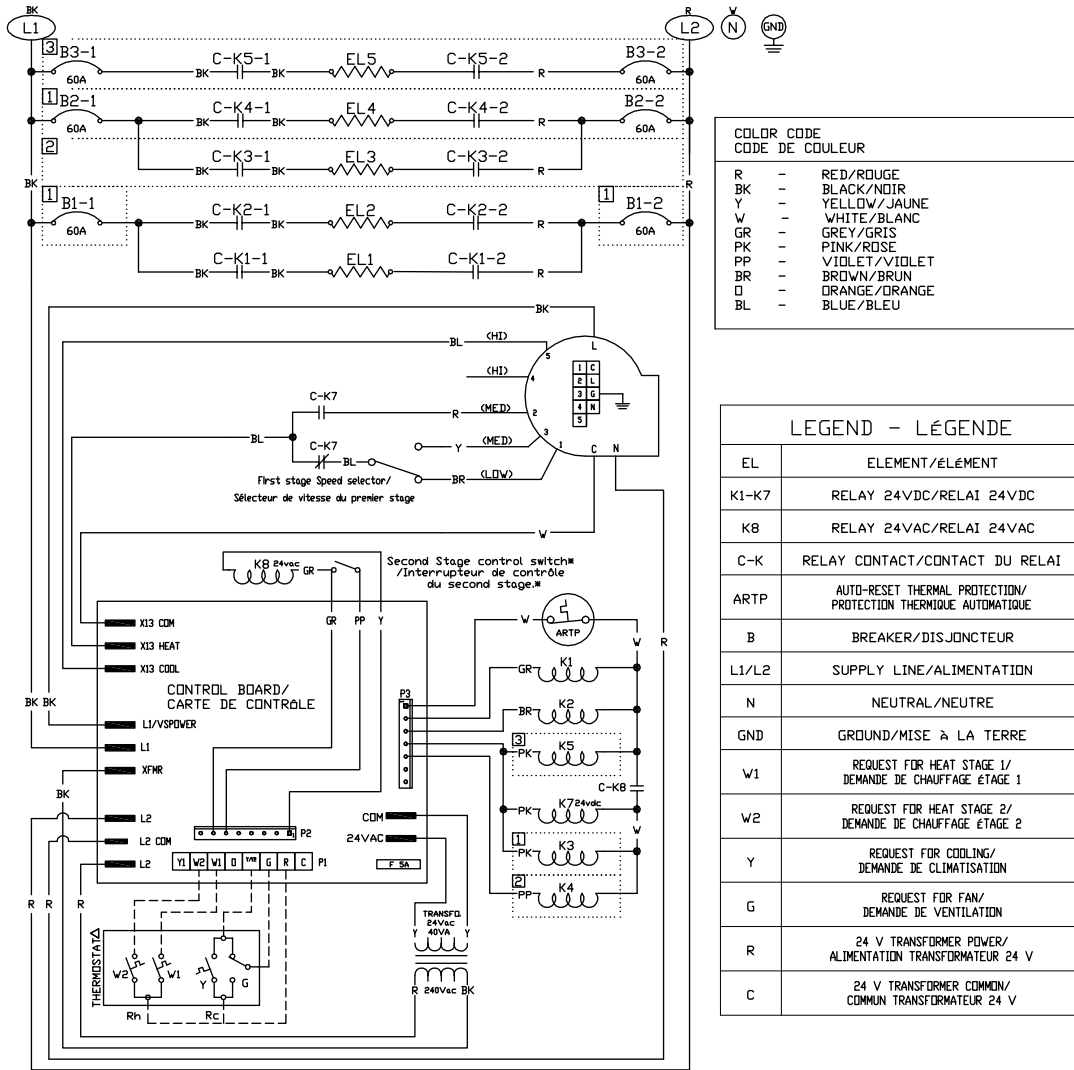 BK
L1
R
L2
W
N
GND
3
B3-1
60A
C-K5-1
BK
BK
EL5
C-K5-2
R
B3-2
60A
1
B2-1
60A
C-K4-1
BK
BK
EL4
C-K4-2
R
B2-2
60A
2
C-K3-1
BK
BK
EL3
C-K3-2
R
BK
R
1
B1-1
60A
C-K2-1
BK
BK
EL2
C-K2-2
R
1
B1-2
60A
C-K1-1
BK
BK
EL1
C-K1-2
R
COLOR CODE
CODE DE COULEUR
R - RED/ROUGE
BK - BLACK/NOIR
Y - YELLOW/JAUNE
W - WHITE/BLANC
GR - GREY/GRIS
PK - PINK/ROSE
PP - VIOLET/VIOLET
BR - BROWN/BRUN
O - ORANGE/ORANGE
BL - BLUE/BLEU
BK
BL (HI)
(HI)
C-K7
R (MED)
BL
C-K7
BL
Y (MED)
BR (LOW)
First stage Speed selector/
Sélecteur de vitesse du premier stage
L
5
4
2
3
1
C N
1 C
2 L
3 G
4 N
5
W
K8 24vac
GR
Second Stage control switch*
/Interrupteur de contrôle
du second stage.*
GR PP Y
X13 COM
X13 HEAT
X13 COOL
CONTROL BOARD/
CARTE DE CONTRÔLE
L1/VSPOWER
L1
XFMR
L2
L2 COM
L2
BK BK
BK
R R R
P3
P2
1
COM
24VAC
F 5A
Y1 W2 W1 O Y/Y2 G R C P1
W
ARTP
W
R
GR K1
BR K2
3
PK K5
C-K8
PK K7 24vdc
W
1
PK K3
2
PP K4
TRANSFO.
24Vac
40VA
Y Y
R 240Vac BK
THERMOSTAT
W2 W1 Y G
Rh Rc
LEGEND - LÉGENDE
EL ELEMENT/ÉLÉMENT
K1-K7 RELAY 24VDC/RELAI 24VDC
K8 RELAY 24VAC/RELAI 24VAC
C-K RELAY CONTACT/CONTACT DU RELAI
ARTP AUTO-RESET THERMAL PROTECTION/
PROTECTION THERMIQUE AUTOMATIQUE
B BREAKER/DISJONCTEUR
L1/L2 SUPPLY LINE/ALIMENTATION
N NEUTRAL/NEUTRE
GND GROUND/MISE À LA TERRE
W1 REQUEST FOR HEAT STAGE 1/
DEMANDE DE CHAUFFAGE ÉTAGE 1
W2 REQUEST FOR HEAT STAGE 2/
DEMANDE DE CHAUFFAGE ÉTAGE 2
Y REQUEST FOR COOLING/
DEMANDE DE CLIMATISATION
G REQUEST FOR FAN/
DEMANDE DE VENTILATION
R 24 V TRANSFORMER POWER/
ALIMENTATION TRANSFORMATEUR 24 V
C 24 V TRANSFORMER COMMON/
COMMUN TRANSFORMATEUR 24 V